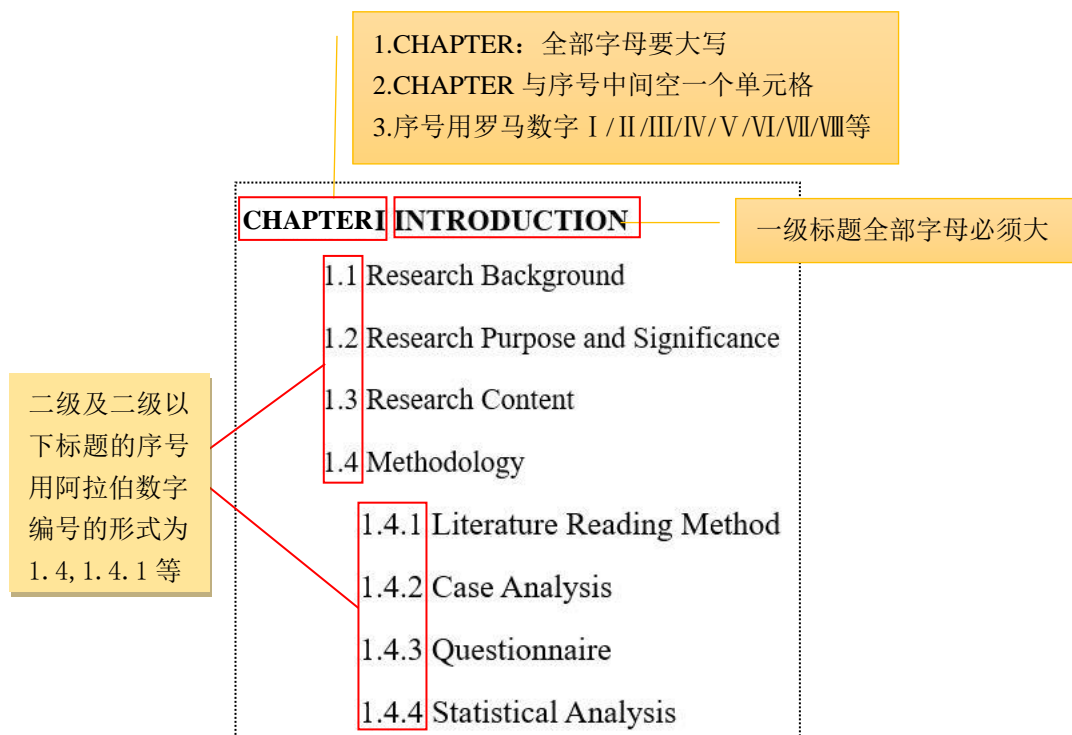 1.CHAPTER：全部字母要大写
2.CHAPTER 与序号中间空一个单元格
3.序号用罗马数字 Ⅰ/Ⅱ/Ⅲ/Ⅳ/Ⅴ/Ⅵ/Ⅶ/Ⅷ等
CHAPTERI INTRODUCTION
一级标题全部字母必须大
1.1 Research Background
1.2 Research Purpose and Significance
1.3 Research Content
1.4 Methodology
二级及二级以
下标题的序号
用阿拉伯数字
编号的形式为
1.4,1.4.1 等
1.4.1 Literature Reading Method
1.4.2 Case Analysis
1.4.3 Questionnaire
1.4.4 Statistical Analysis